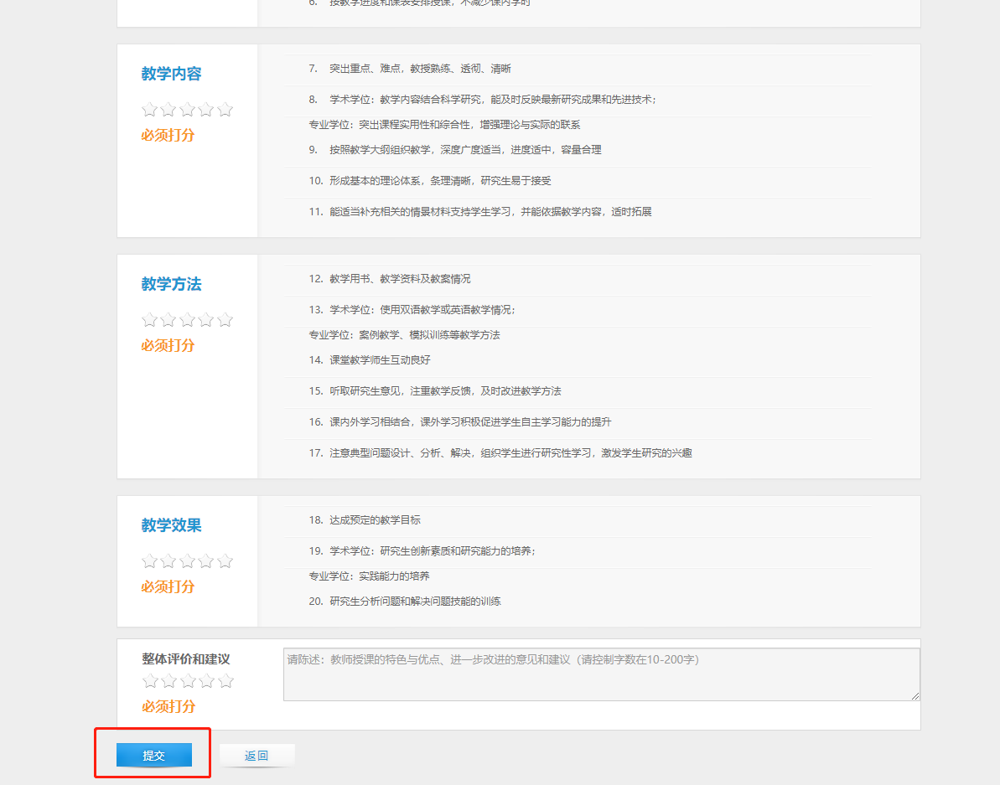 6. 按教学进度和课表安排授课，不减少课内学时
教学内容
必须打分
7. 突出重点、难点，教授熟练、透彻、清晰
8. 学术学位：教学内容结合科学研究，能及时反映最新研究成果和先进技术；
专业学位：突出课程实用性和综合性，增强理论与实际的联系
9. 按照教学大纲组织教学，深度广度适当，进度适中，容量合理
10. 形成基本的理论体系，条理清晰，研究生易于接受
11. 能适当补充相关的情景材料支持学生学习，并能依据教学内容，适时拓展
教学方法
必须打分
12. 教学用书、教学资料及教案情况
13. 学术学位：使用双语教学或英语教学情况；
专业学位：案例教学、模拟训练等教学方法
14. 课堂教学师生互动良好
15. 听取研究生意见，注重教学反馈，及时改进教学方法
16. 课内外学习相结合，课外学习积极促进学生自主学习能力的提升
17. 注意典型问题设计、分析、解决，组织学生进行研究性学习，激发学生研究的兴趣
教学效果
必须打分
18. 达成预定的教学目标
19. 学术学位：研究生创新素质和研究能力的培养；
专业学位：实践能力的培养
20. 研究生分析问题和解决问题技能的训练
整体评价和建议
必须打分
请陈述：教师授课的特色与优点、进一步改进的意见和建议（请控制字数在10-200字）
提交
返回